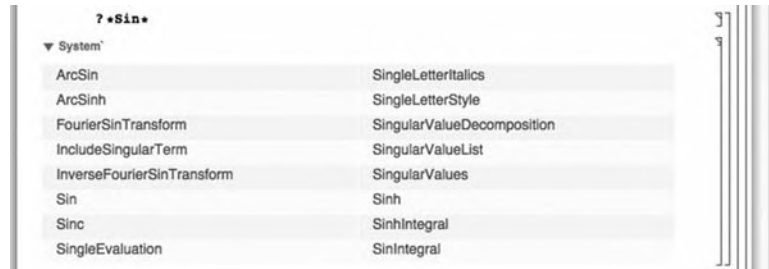 ?*Sin*
▼ System`
ArcSin SingleLetterItalics
ArcSinh SingleLetterStyle
FourierSinTransform SingularValueDecomposition
IncludeSingularTerm SingularValueList
InverseFourierSinTransform SingularValues
Sin Sinh
Sinc SinhIntegral
SingleEvaluation SinIntegral